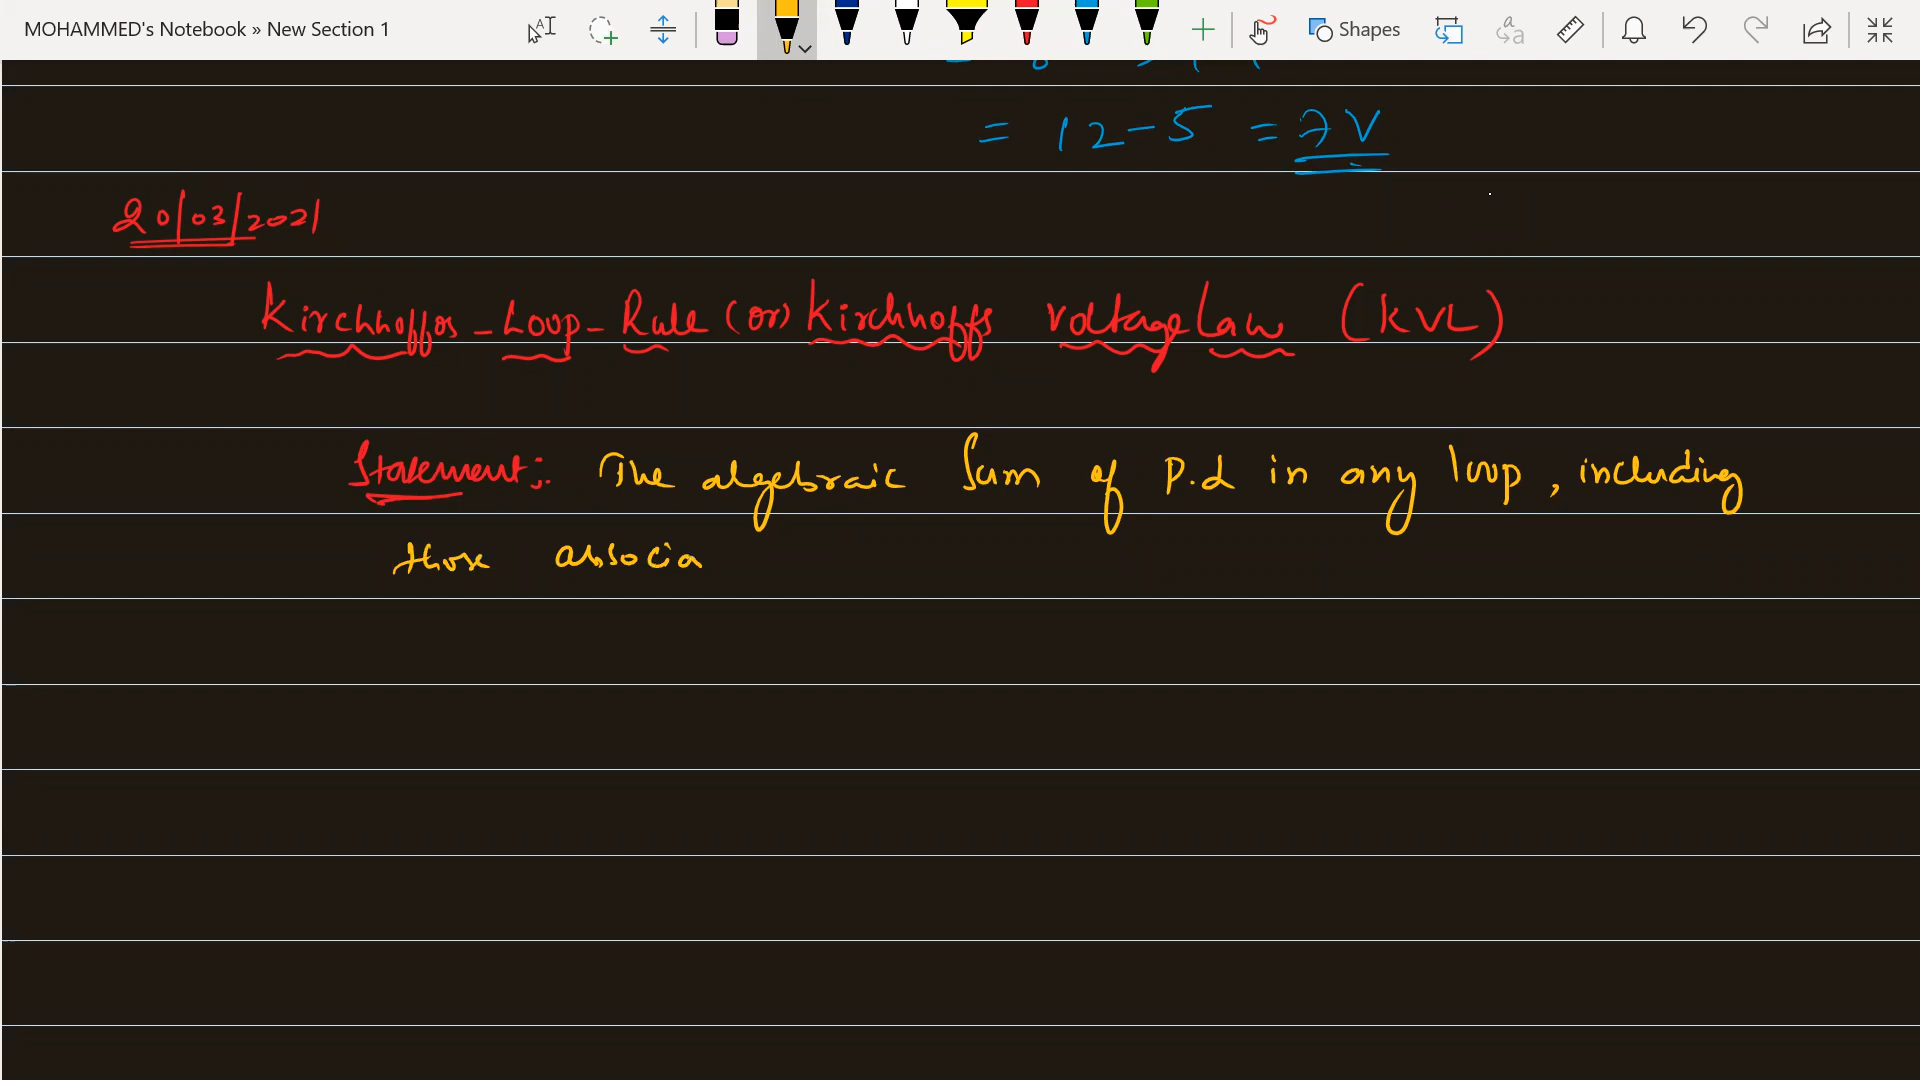 MOHAMMED's Notebook » New Section 1
Shapes
= 12 - 5 = 7V
20/03/2021
Kirchhoffos - Loop - Rule (or) Kirchhoffs voltage Law (KVL)
Statement:- The algebraic Sum of P.d in any loop, including
those associa